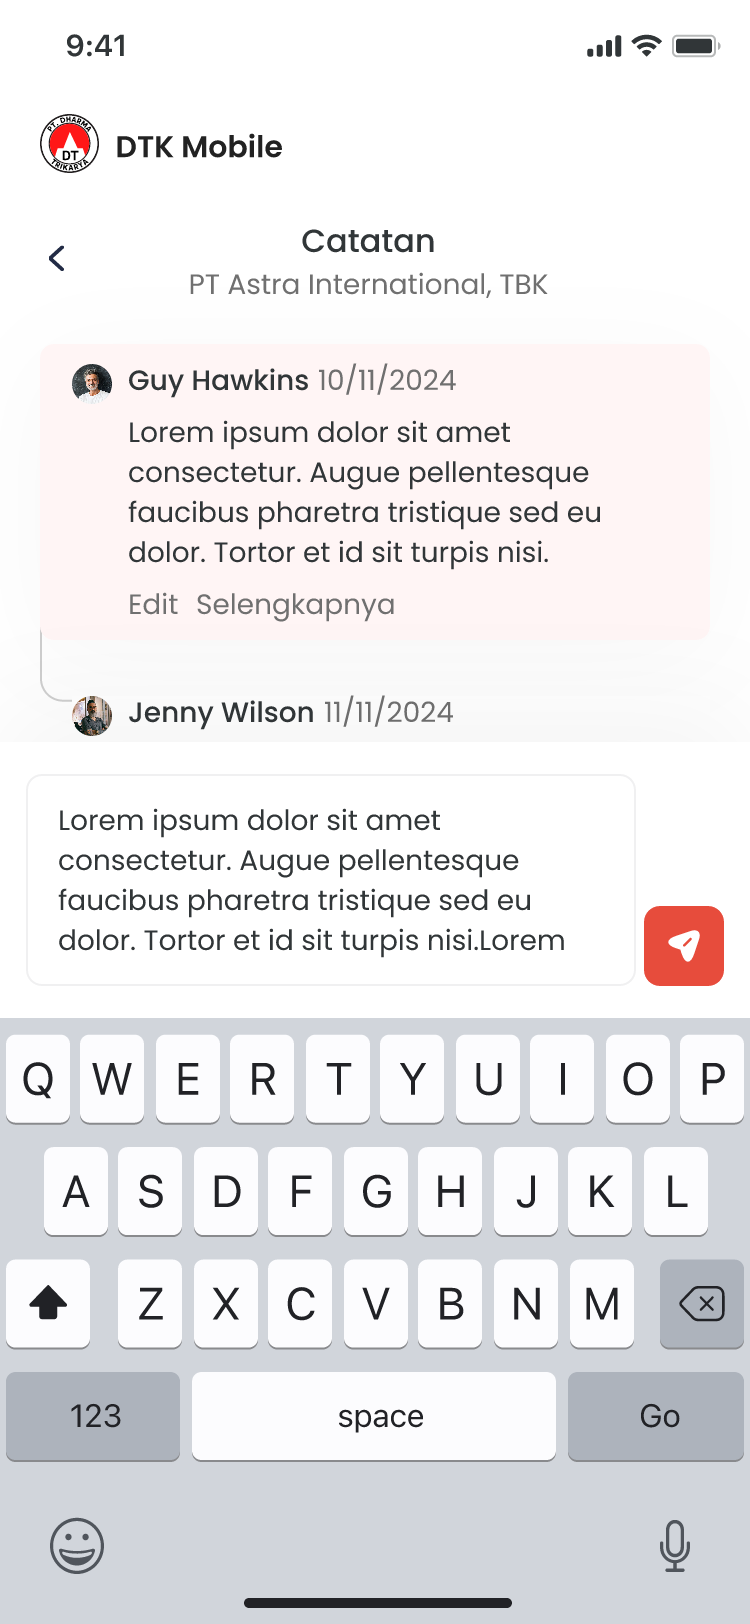 9:41
PT. DHARMA
DT
TRIKARYA
DTK Mobile
Catatan
PT Astra International, TBK
Guy Hawkins 10/11/2024
Lorem ipsum dolor sit amet
consectetur. Augue pellentesque
faucibus pharetra tristique sed eu
dolor. Tortor et id sit turpis nisi.
Edit Selengkapnya
Jenny Wilson 11/11/2024
Lorem ipsum dolor sit amet
consectetur. Augue pellentesque
faucibus pharetra tristique sed eu
dolor. Tortor et id sit turpis nisi.Lorem
Q W E R T Y U I O P
A S D F G H J K L
Z X C V B N M
123 space Go